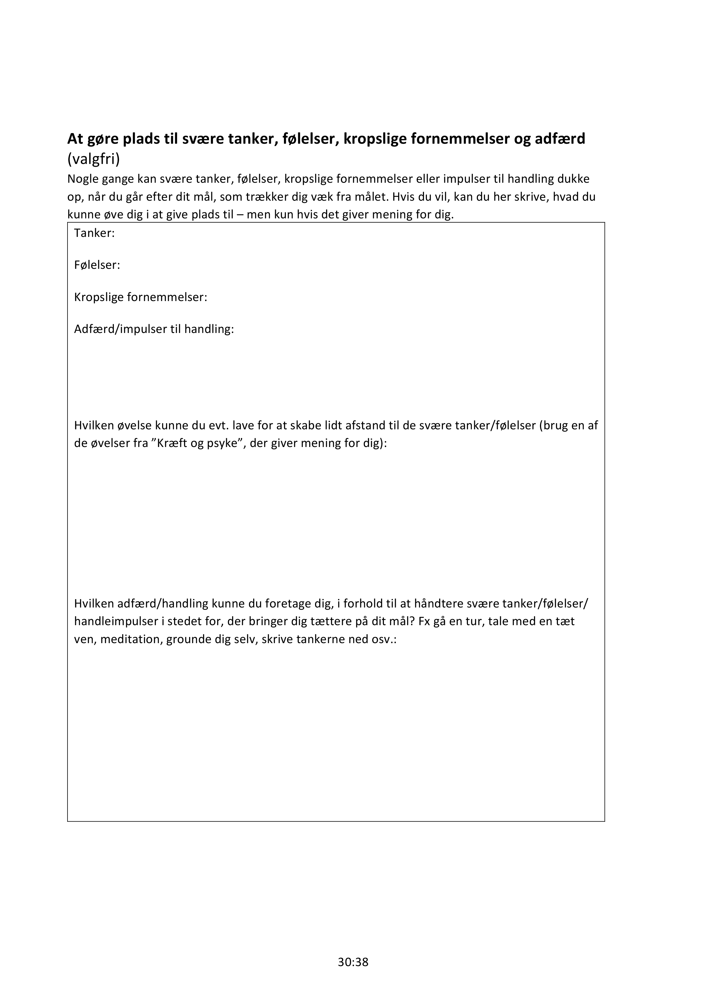 At gøre plads til svære tanker, følelser, kropslige fornemmelser og adfærd
(valgfri)
Nogle gange kan svære tanker, følelser, kropslige fornemmelser eller impulser til handling dukke
op, når du går efter dit mål, som trækker dig væk fra målet. Hvis du vil, kan du her skrive, hvad du
kunne øve dig i at give plads til – men kun hvis det giver mening for dig.
Tanker:
Følelser:
Kropslige fornemmelser:
Adfærd/impulser til handling:
Hvilken øvelse kunne du evt. lave for at skabe lidt afstand til de svære tanker/følelser (brug en af
de øvelser fra ”Kræft og psyke”, der giver mening for dig):
Hvilken adfærd/handling kunne du foretage dig, i forhold til at håndtere svære tanker/følelser/
handleimpulser i stedet for, der bringer dig tættere på dit mål? Fx gå en tur, tale med en tæt
ven, meditation, grounde dig selv, skrive tankerne ned osv.:
30:38